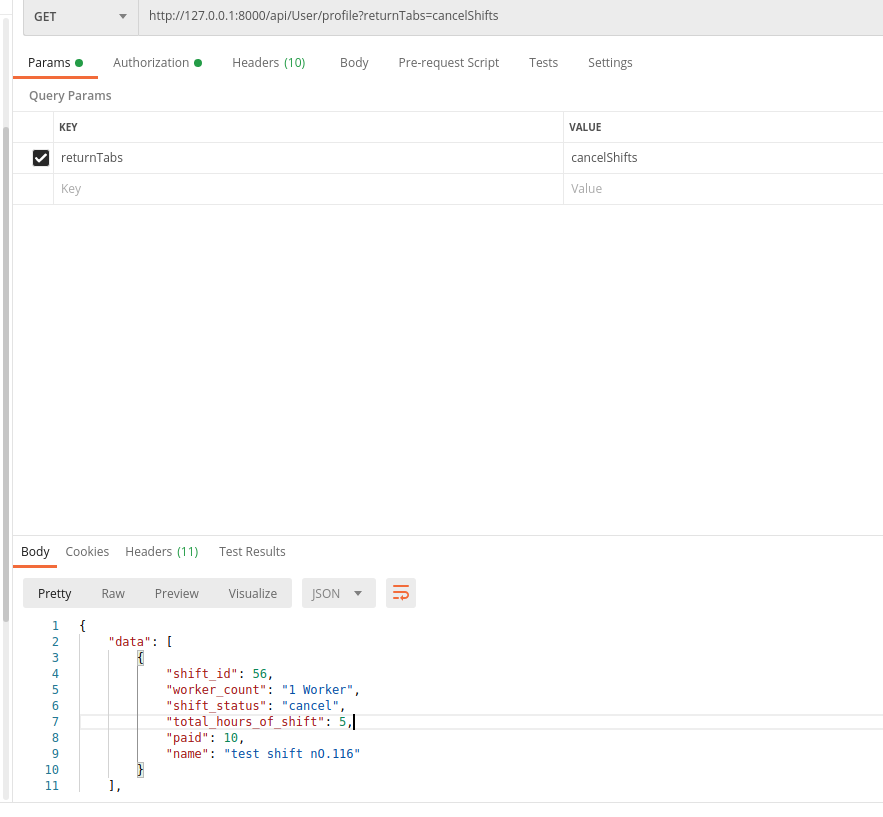 GET http://127.0.0.1:8000/api/User/profile?returnTabs=cancelShifts
Params Authorization Headers (10) Body Pre-request Script Tests Settings
Query Params
KEY VALUE
returnTabs cancelShifts
Key Value
Body Cookies Headers (11) Test Results
Pretty Raw Preview Visualize JSON
1 {
2 "data": [
3 {
4 "shift_id": 56,
5 "worker_count": "1 Worker",
6 "shift_status": "cancel",
7 "total_hours_of_shift": 5,
8 "paid": 10,
9 "name": "test shift nO.116"
10 }
11 ],